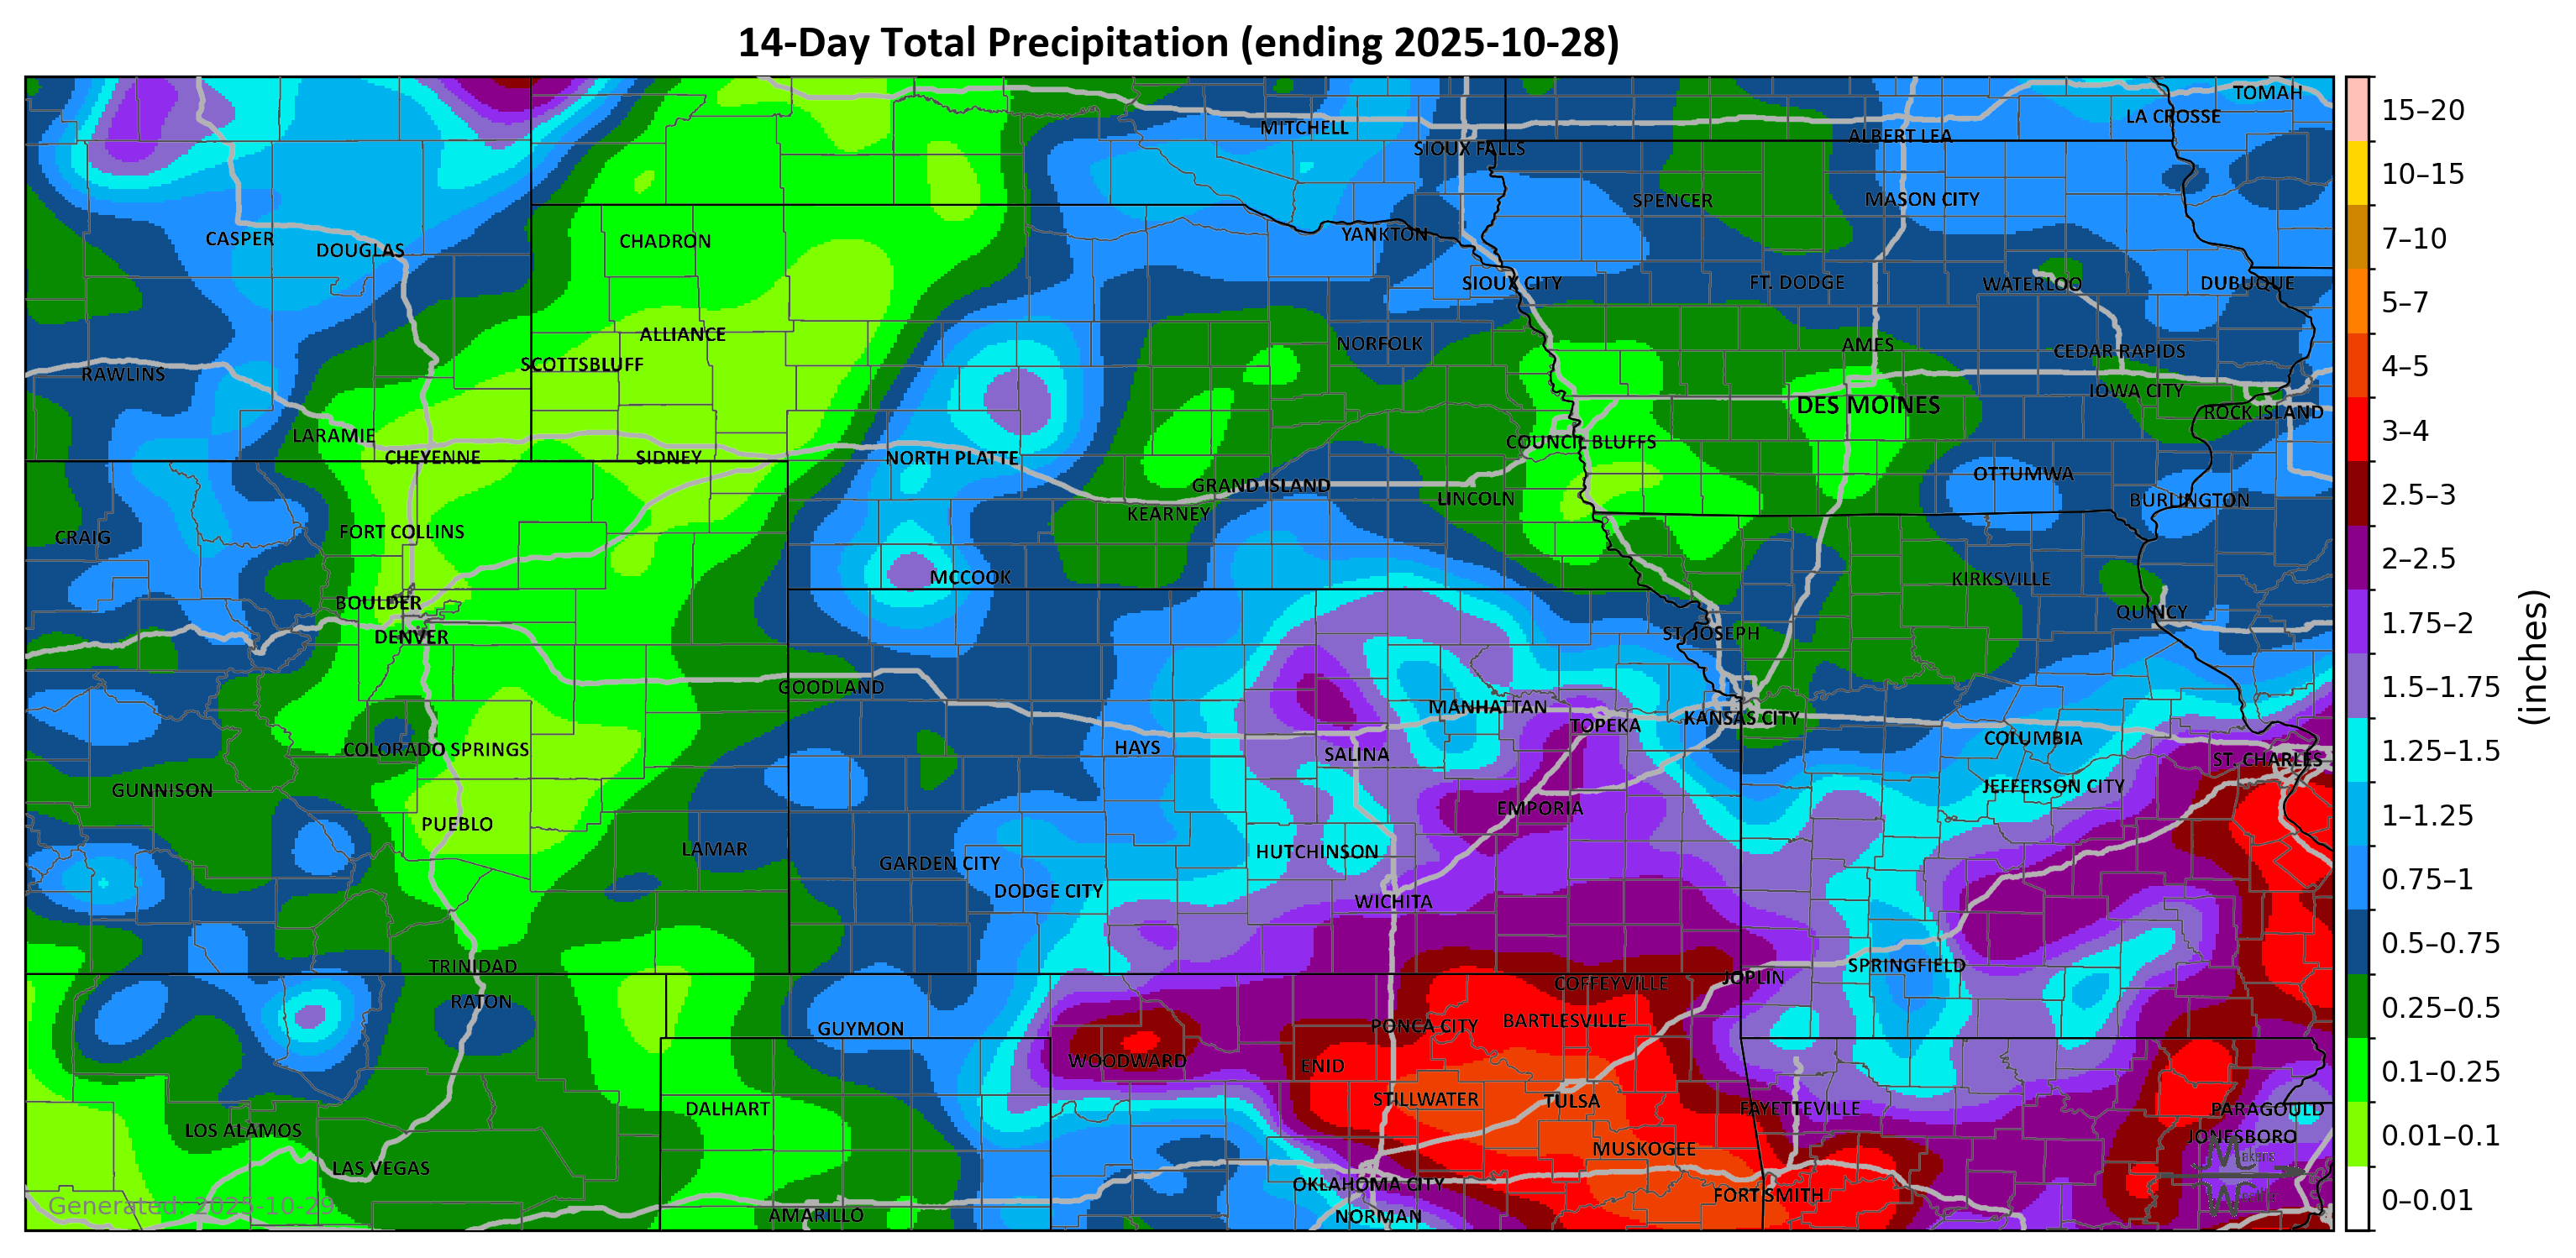 14-Day Total Precipitation (ending 2025-10-28)
TOMAH
LA CROSSE
MITCHELL
ALBERT LEA
SIOUX FALLS
SPENCER
MASON CITY
CASPER
DOUGLAS
CHADRON
YANKTON
SIOUX CITY
FT. DODGE
WATERLOO
DUBUQUE
ALLIANCE
NORFOLK
AMES
CEDAR RAPIDS
SCOTTSBLUFF
RAWLINS
IOWA CITY
DES MOINES
ROCK ISLAND
LARAMIE
COUNCIL BLUFFS
CHEYENNE
SIDNEY
NORTH PLATTE
OTTUMWA
GRAND ISLAND
LINCOLN
BURLINGTON
KEARNEY
FORT COLLINS
CRAIG
MCCOOK
KIRKSVILLE
BOULDER
QUINCY
DENVER
ST. JOSEPH
GOODLAND
MANHATTAN
KANSAS CITY
TOPEKA
COLUMBIA
COLORADO SPRINGS
HAYS
SALINA
ST. CHARLES
GUNNISON
JEFFERSON CITY
EMPORIA
PUEBLO
LAMAR
HUTCHINSON
GARDEN CITY
DODGE CITY
WICHITA
TRINIDAD
SPRINGFIELD
JOPLIN
COFFEYVILLE
RATON
BARTLESVILLE
PONCA CITY
GUYMON
WOODWARD
ENID
STILLWATER
TULSA
DALHART
FAYETTEVILLE
PARAGOULD
LOS ALAMOS
JONESBORO
MUSKOGEE
LAS VEGAS
OKLAHOMA CITY
FORT SMITH
AMARILLO
NORMAN
Generated: 2025-10-29
15–20
10–15
7–10
5–7
4–5
3–4
2.5–3
2–2.5
1.75–2
1.5–1.75
1.25–1.5
1–1.25
0.75–1
0.5–0.75
0.25–0.5
0.1–0.25
0.01–0.1
0–0.01
(inches)